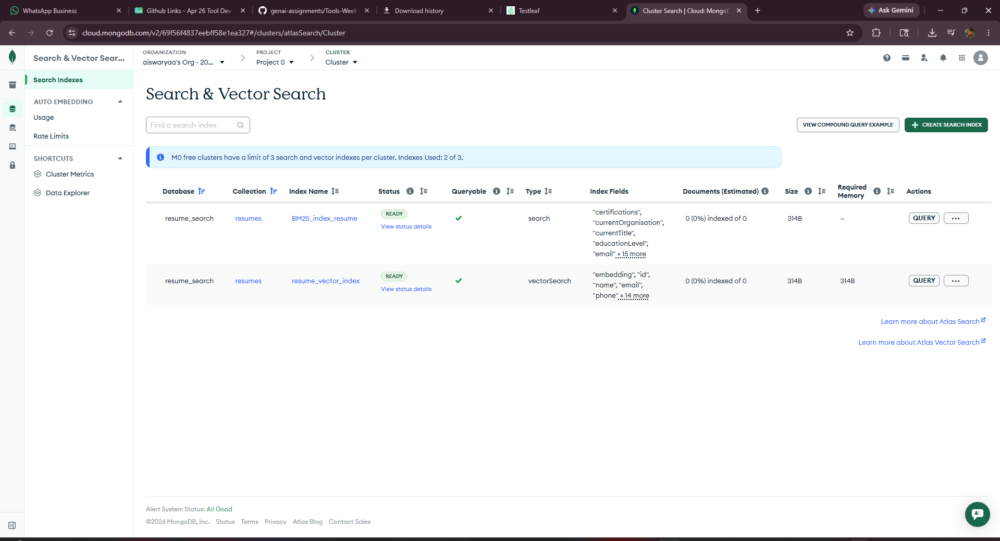 WhatsApp Business
Github Links - Apr 26 Tool Dev
genai-assignments/Tools-Week
Download history
Testleaf
Cluster Search | Cloud: MongoD
Ask Gemini
cloud.mongodb.com/v2/69f56f4837eebff58e1ea327#/clusters/atlasSearch/Cluster
Search & Vector Sear...
ORGANIZATION
aiswaryaa's Org - 20...
PROJECT
Project 0
CLUSTER
Cluster
Search Indexes
AUTO EMBEDDING
Usage
Rate Limits
SHORTCUTS
Cluster Metrics
Data Explorer
Search & Vector Search
Find a search index
VIEW COMPOUND QUERY EXAMPLE
CREATE SEARCH INDEX
M0 free clusters have a limit of 3 search and vector indexes per cluster. Indexes Used: 2 of 3.
Database Collection Index Name Status Queryable Type Index Fields Documents (Estimated) Size Required Memory Actions
resume_search resumes BM25_index_resume READY search "certifications", 0 (0%) indexed of 0 314B – QUERY ...
View status details "currentOrganisation",
"currentTitle",
"educationLevel",
"email" + 15 more
resume_search resumes resume_vector_index READY vectorSearch "embedding", "id", 0 (0%) indexed of 0 314B 314B QUERY ...
View status details "name", "email",
"phone" + 14 more
Learn more about Atlas Search
Learn more about Atlas Vector Search
Alert System Status: All Good
©2026 MongoDB, Inc. Status Terms Privacy Atlas Blog Contact Sales